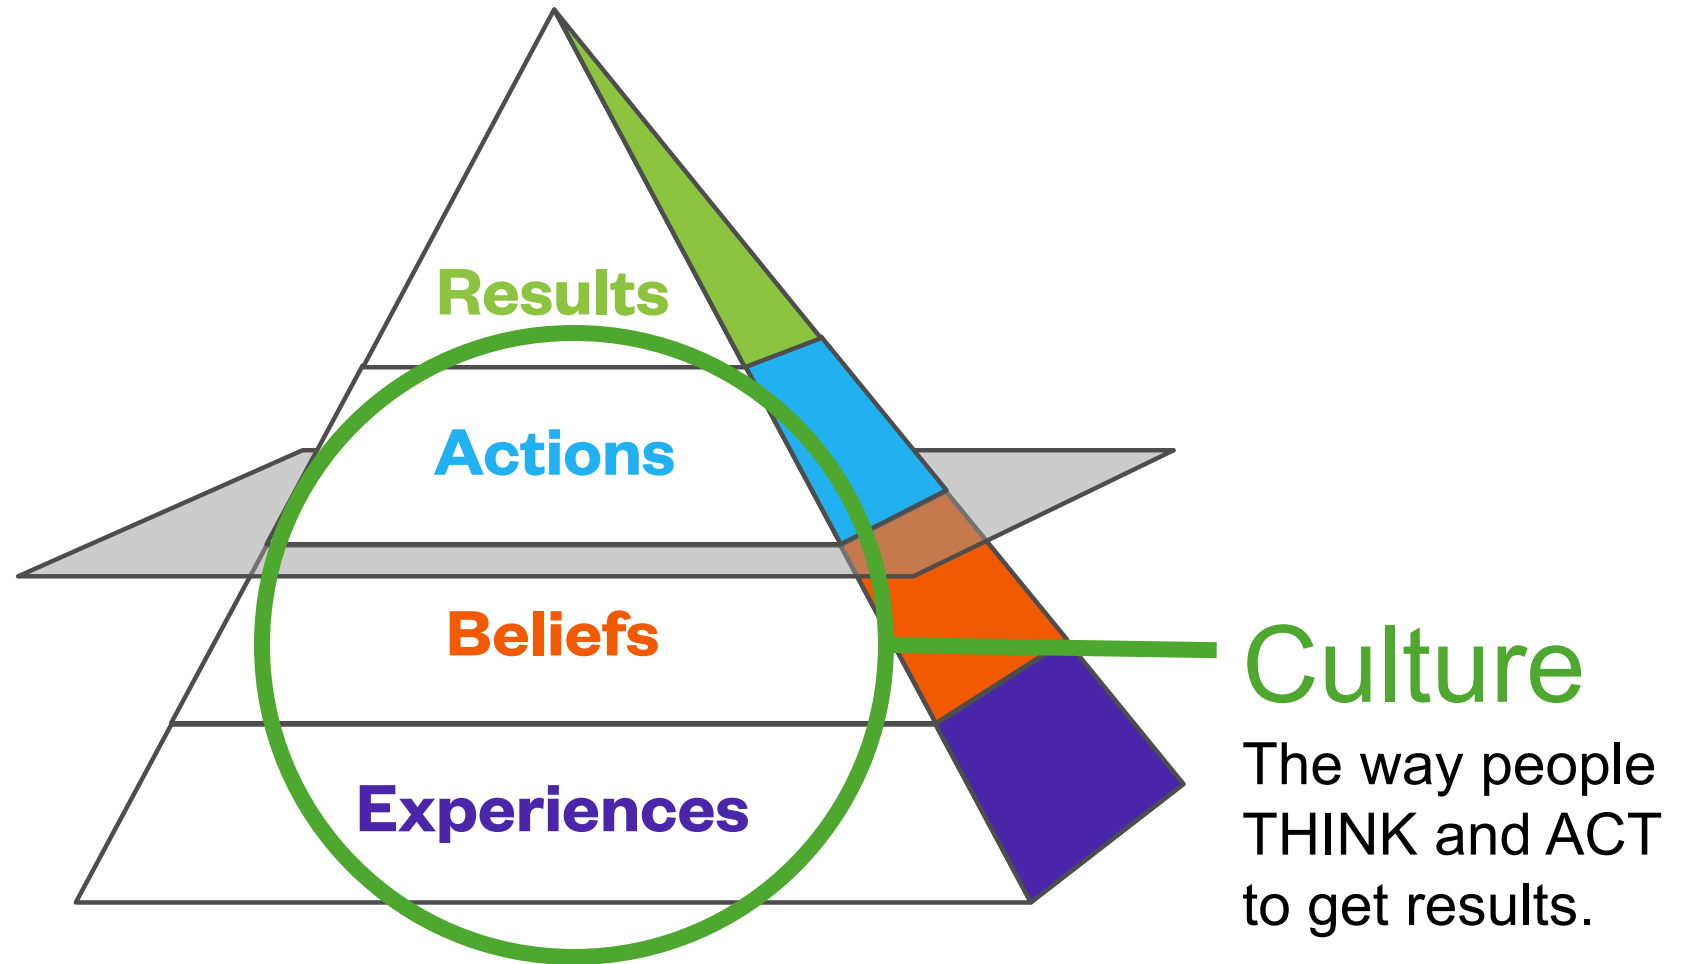 Results
Actions
Beliefs
Experiences
Culture
The way people
THINK and ACT
to get results.